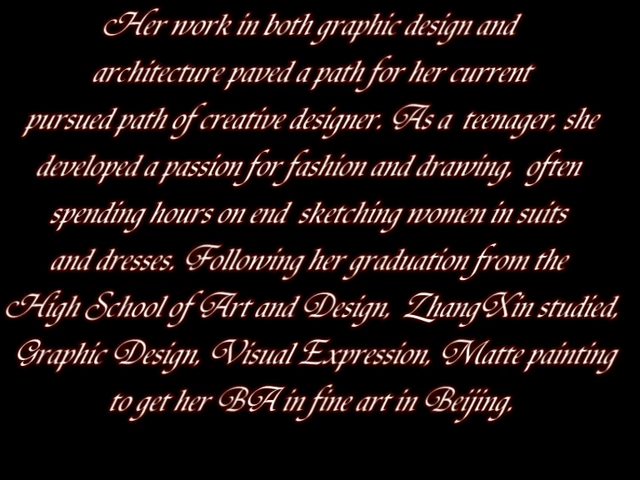 Her work in both graphic design and
architecture paved a path for her current
pursued path of creative designer. As a teenager, she
developed a passion for fashion and drawing, often
spending hours on end sketching women in suits
and dresses. Following her graduation from the
High School of Art and Design, ZhangXin studied,
Graphic Design, Visual Expression, Matte painting
to get her BA in fine art in Beijing.